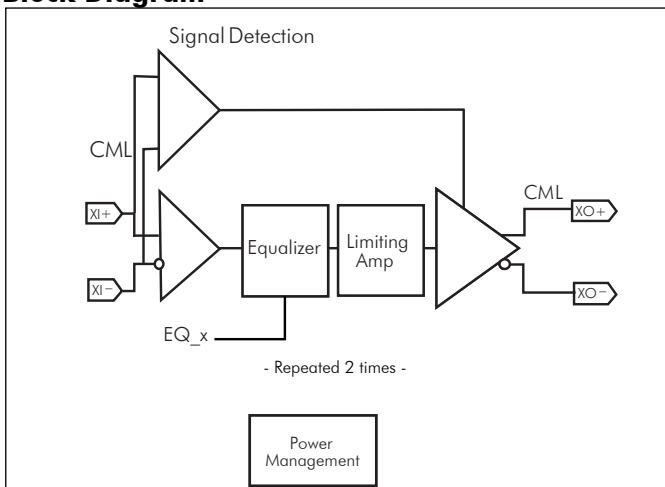 Block Diagram
Signal Detection
CML
XI+
XI-
Equalizer
Limiting
Amp
CML
XO+
XO-
EQ_x
- Repeated 2 times -
Power
Management